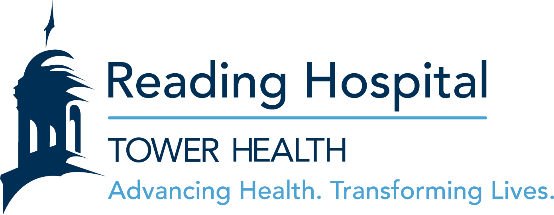 Reading Hospital
TOWER HEALTH
Advancing Health. Transforming Lives.